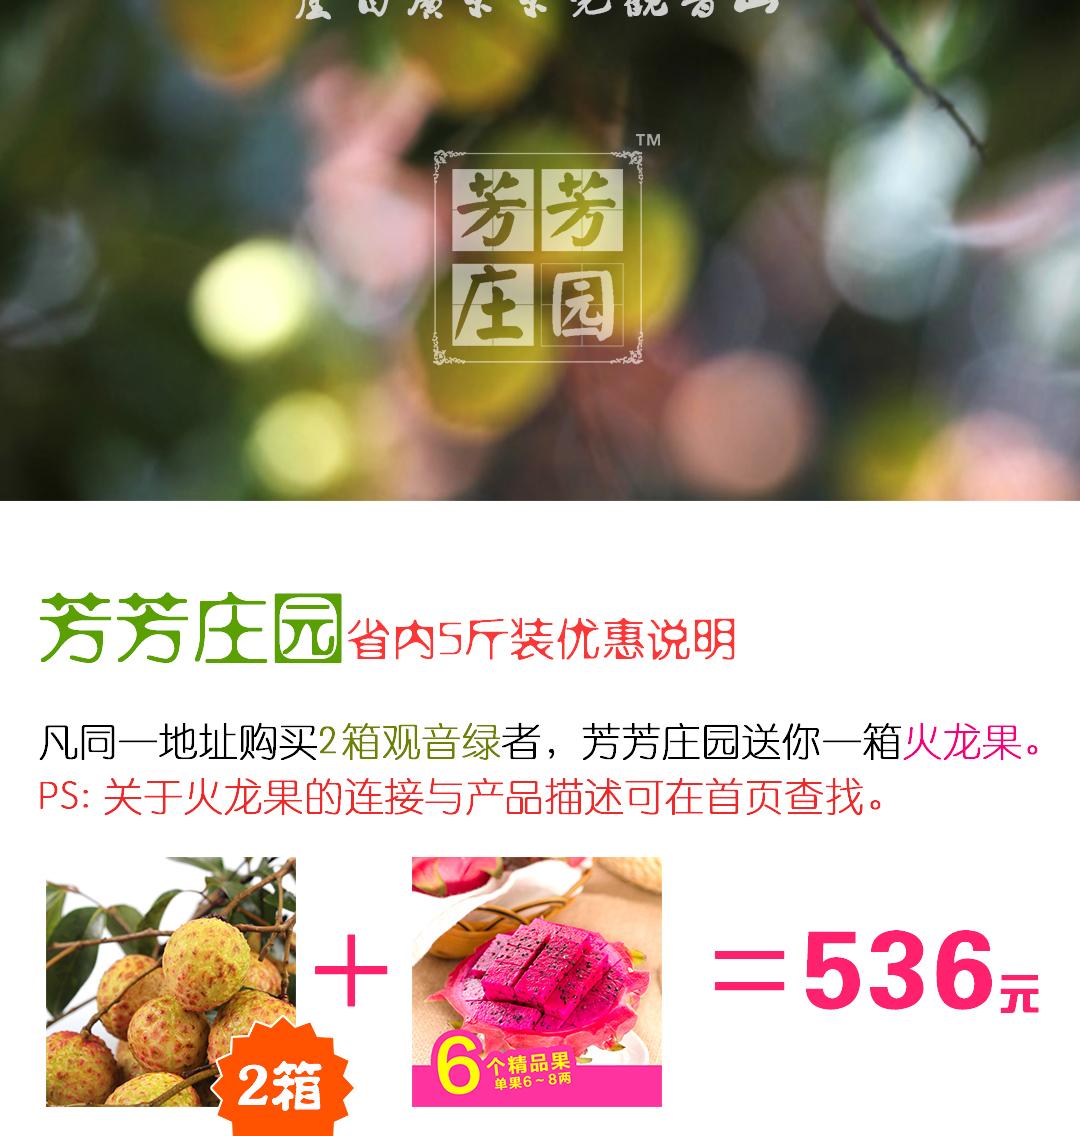 TM
芳芳
庄园
芳芳庄园省内5斤装优惠说明
凡同一地址购买2箱观音绿者，芳芳庄园送你一箱火龙果。
PS: 关于火龙果的连接与产品描述可在首页查找。
+
=536元
2箱
6个精品果
单果6~8两